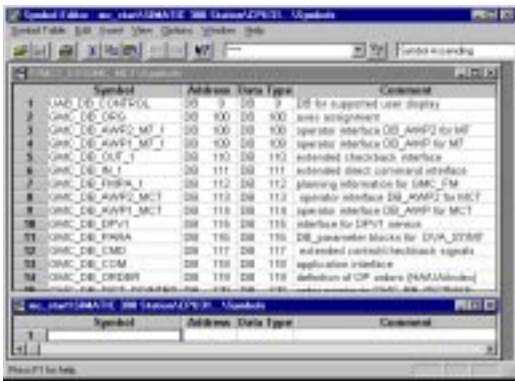 Symbol Editor - mc_start\SIMATIC 300 Station\CPU31...\Symbols
Symbol Table Edit Insert View Options Window Help
Symbol Ascending
Symbol Address Data Type Comment
1 UAB_DB_CONTROL DB 9 DB 9 DB for supported user display
2 GMC_DB_ORG DB 100 DB 100 axes assignment
3 GMC_DB_AWP2_MT_1 DB 108 DB 108 operator interface DB_AWP2 for MT
4 GMC_DB_AWP1_MT_1 DB 109 DB 109 operator interface DB_AWP for MT
5 GMC_DB_OUT_1 DB 110 DB 110 extended checkback interface
6 GMC_DB_IN_1 DB 111 DB 111 extended direct command interface
7 GMC_DB_FMPA_1 DB 112 DB 112 planning information for GMC_FM
8 GMC_DB_AWP2_MCT DB 113 DB 113 operator interface DB_AWP2 for MCT
9 GMC_DB_AWP1_MCT DB DB operator interface DB_AWP for MCT
10 GMC_DB_DPV1 DB DB interface for DPV1 service
11 GMC_DB_PARA DB 116 DB 116 DB_parameter blocks for
12 GMC_DB_CMD DB 117 DB 117 extended control/checkback signals
13 GMC_DB_COM DB 118 DB 118 application interface
14 GMC_DB_ORDER DB 119 DB 119 definition of OP orders
mc_start\SIMATIC 300 Station\CPU31...\Symbols
Symbol Address Data Type Comment
1
Press F1 for help.